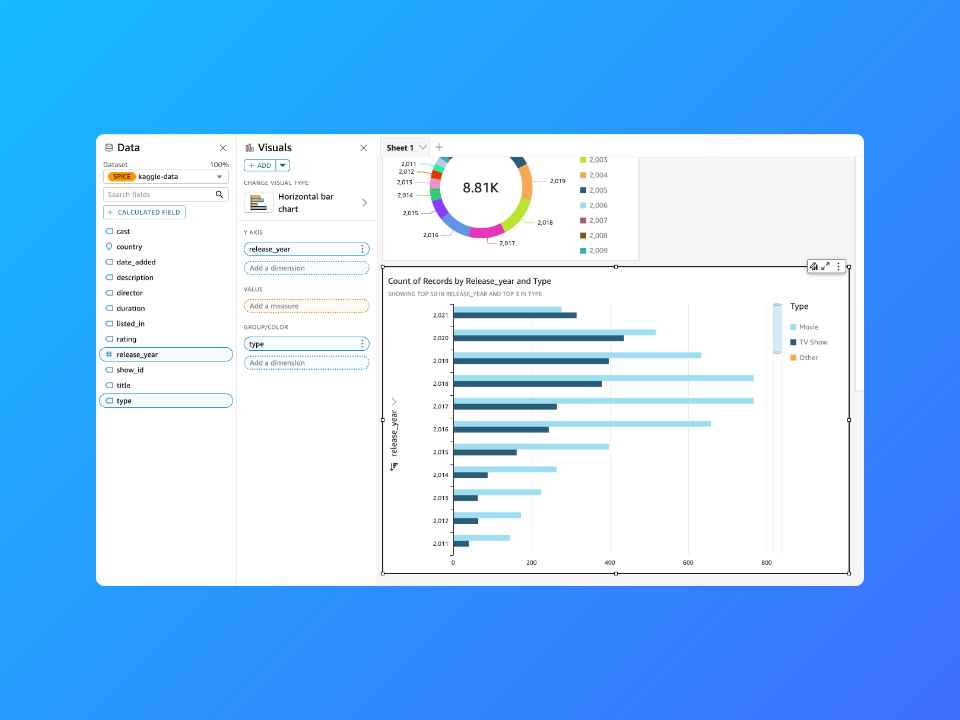 Data
Dataset
100%
SPICE kaggle-data
Search fields
+ CALCULATED FIELD
cast
country
date_added
description
director
duration
listed_in
rating
# release_year
show_id
title
type
Visuals
+ ADD
CHANGE VISUAL TYPE
Horizontal bar
chart
Y AXIS
release_year
Add a dimension
VALUE
Add a measure
GROUP/COLOR
type
Add a dimension
Sheet 1 +
2,011
2,012
2,013
2,014
2,015
2,016
2,017
2,018
2,019
8.81K
2,003
2,004
2,005
2,006
2,007
2,008
2,009
Count of Records by Release_year and Type
SHOWING TOP 50 IN RELEASE_YEAR AND TOP 3 IN TYPE
release_year
2,021
2,020
2,019
2,018
2,017
2,016
2,015
2,014
2,013
2,012
2,011
0 200 400 600 800
Type
Movie
TV Show
Other